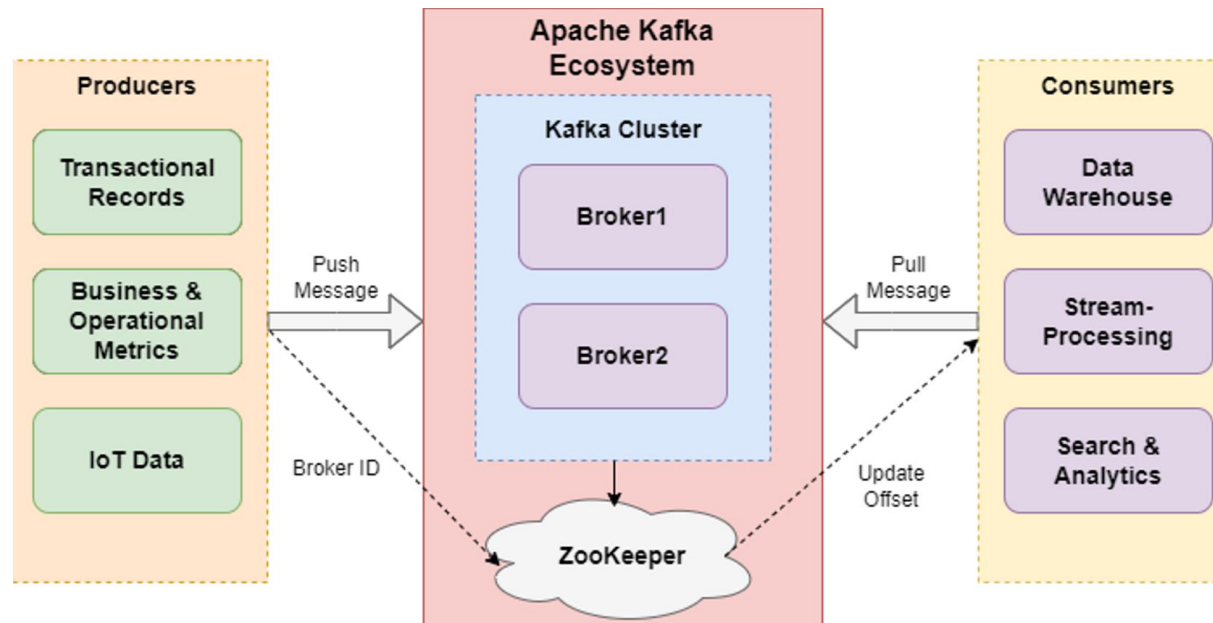 Producers
Transactional
Records
Business &
Operational
Metrics
IoT Data
Push
Message
Broker ID
Apache Kafka
Ecosystem
Kafka Cluster
Broker1
Broker2
ZooKeeper
Pull
Message
Update
Offset
Consumers
Data
Warehouse
Stream-
Processing
Search &
Analytics